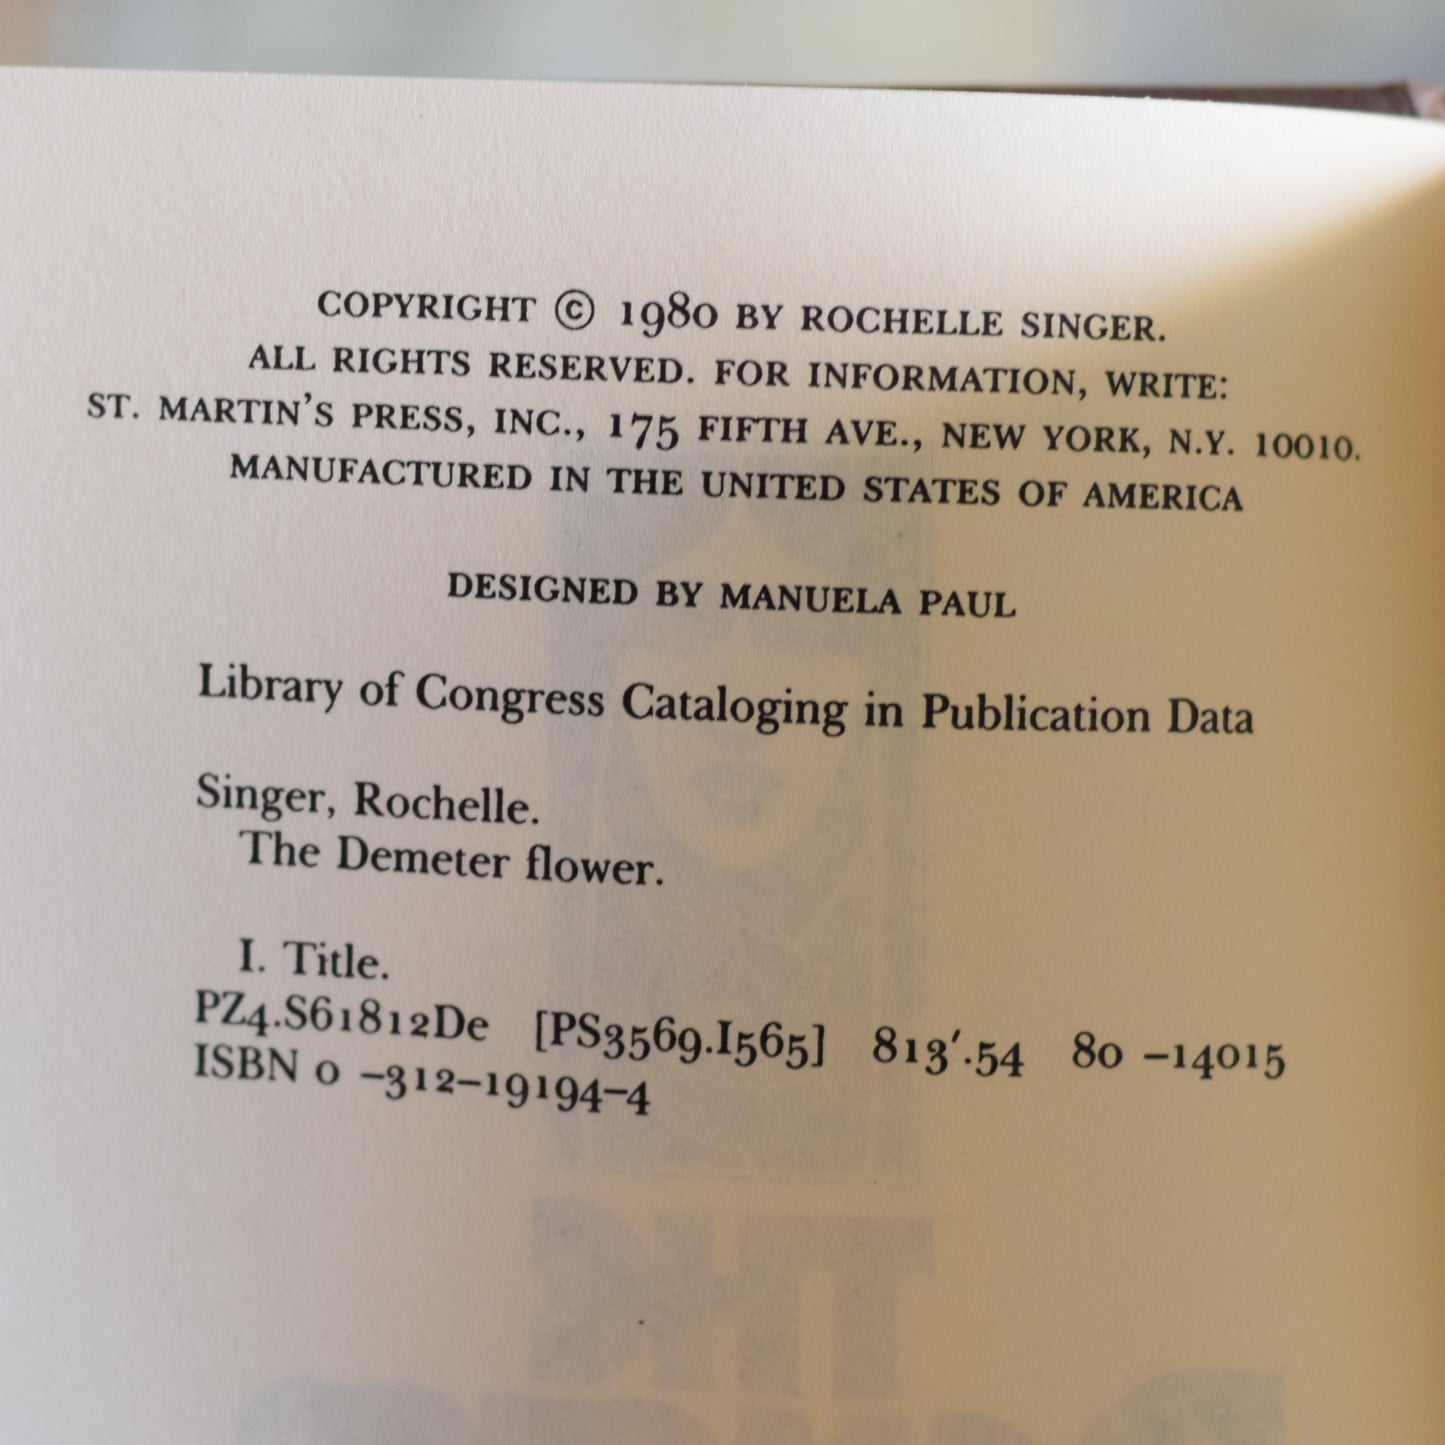 COPYRIGHT © 1980 BY ROCHELLE SINGER.
ALL RIGHTS RESERVED. FOR INFORMATION, WRITE:
ST. MARTIN'S PRESS, INC., 175 FIFTH AVE., NEW YORK, N.Y. 10010.
MANUFACTURED IN THE UNITED STATES OF AMERICA
DESIGNED BY MANUELA PAUL
Library of Congress Cataloging in Publication Data
Singer, Rochelle.
The Demeter flower.
I. Title.
PZ4.S61812De [PS3569.I565] 813'.54 80 –14015
ISBN 0 –312–19194–4
THE